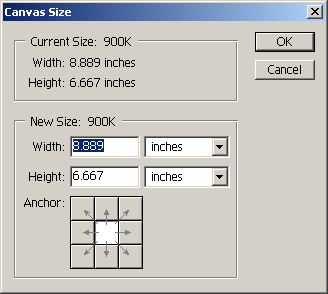 Canvas Size
Current Size: 900K
Width: 8.889 inches
Height: 6.667 inches
OK
Cancel
New Size: 900K
Width: 8.889 inches
Height: 6.667 inches
Anchor: